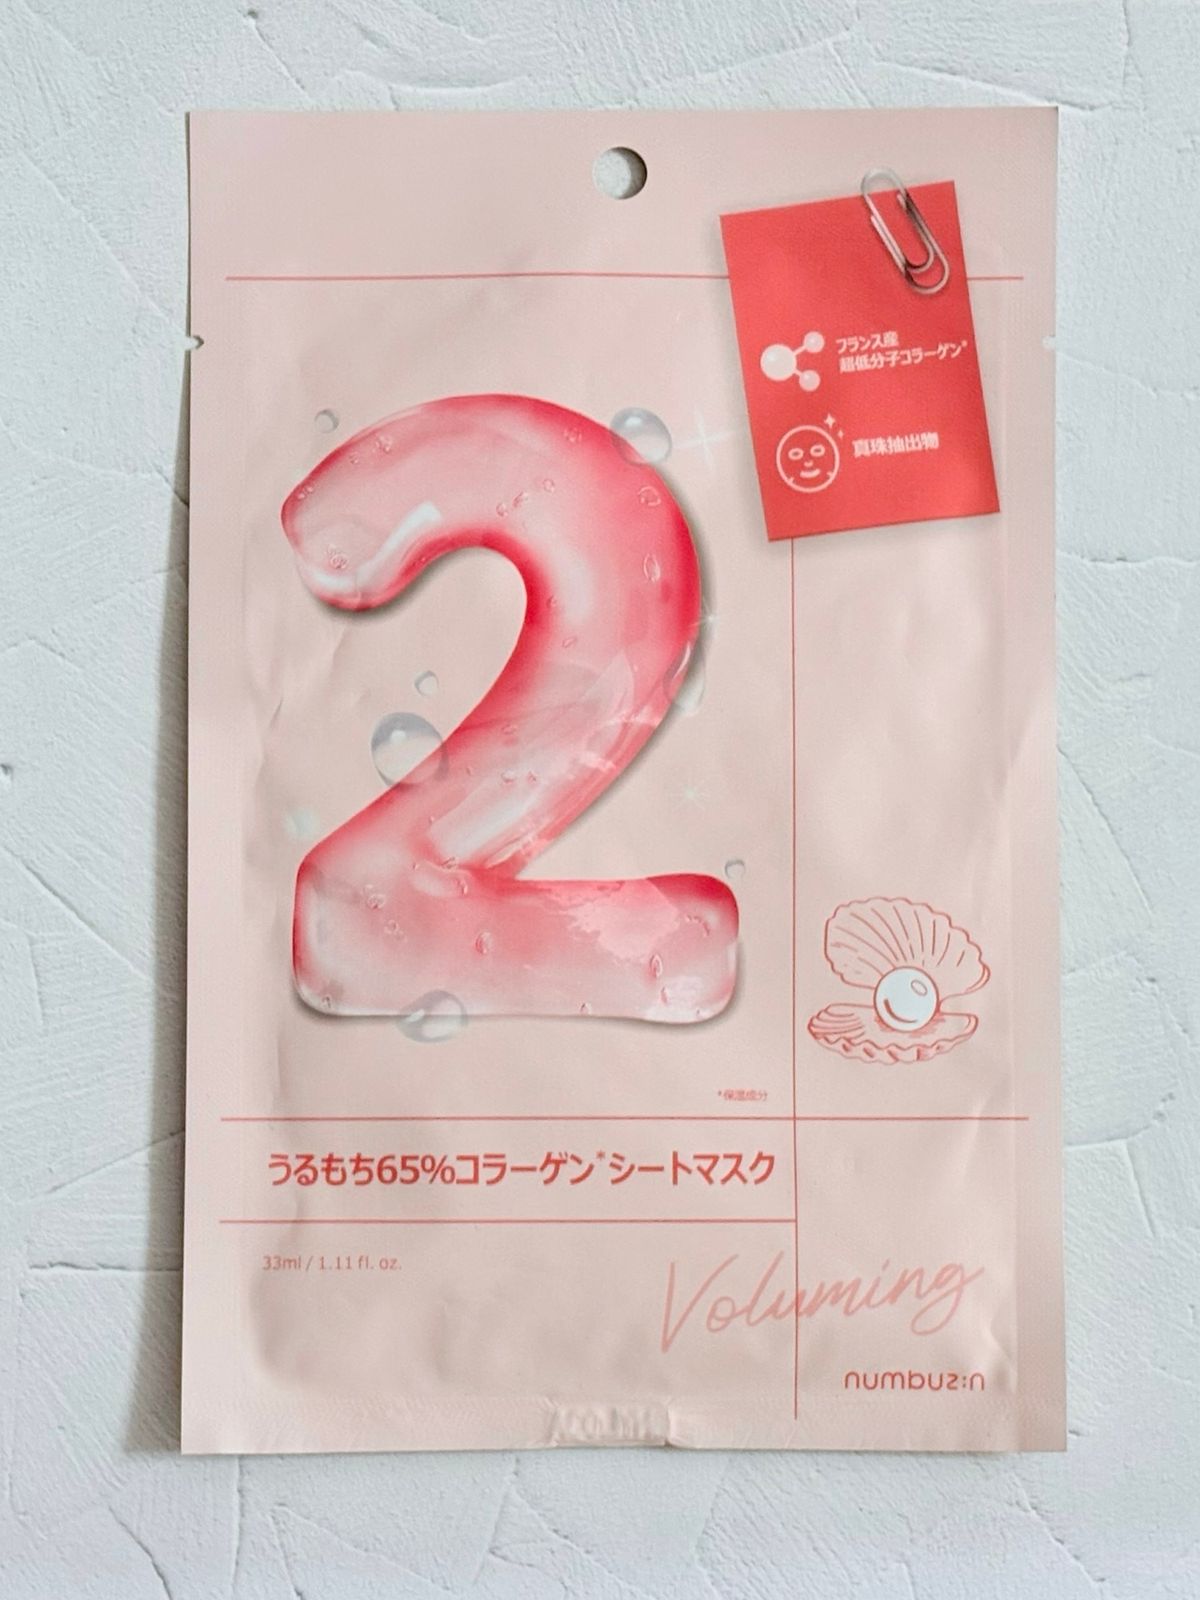 フランス産
超低分子コラーゲン*
真珠抽出物
2
*保湿成分
うるもち65%コラーゲン*シートマスク
33ml / 1.11 fl. oz.
Voluming
numbuz:n